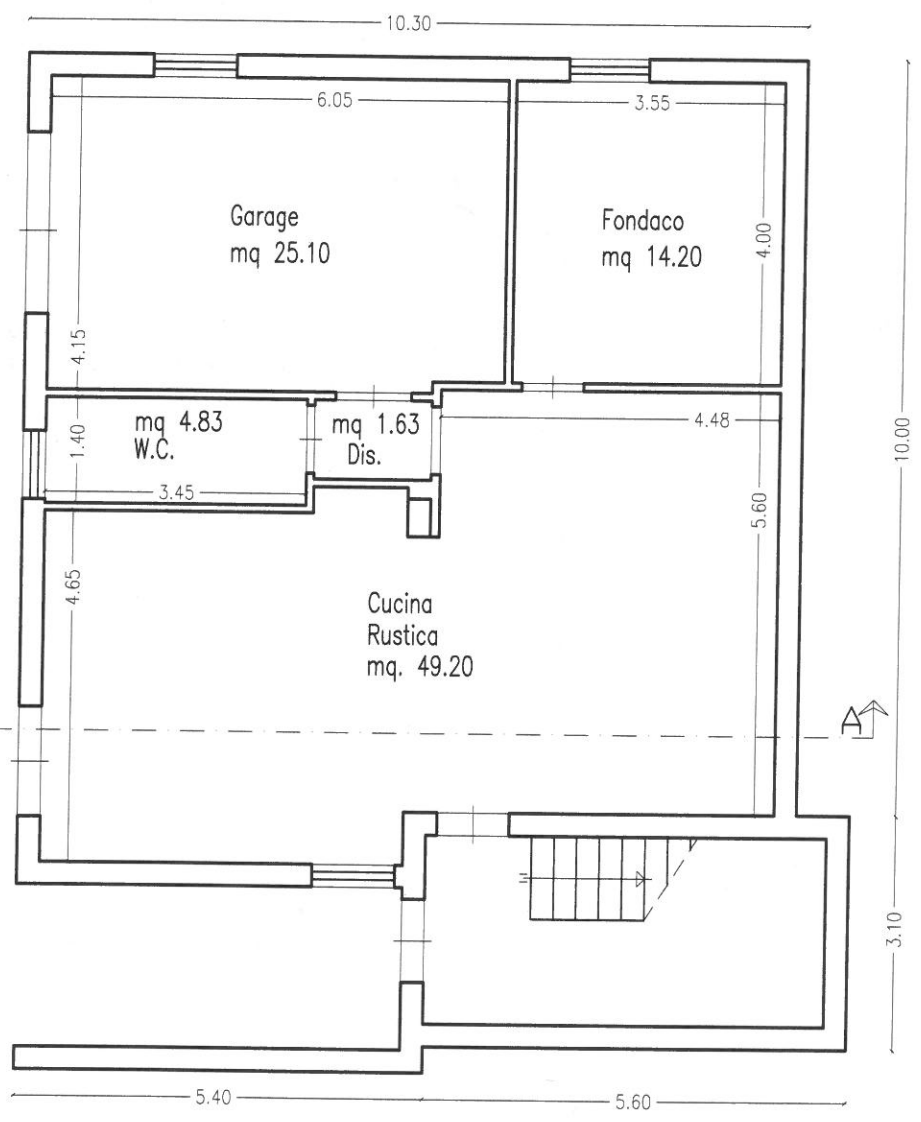 10.30
6.05
3.55
Garage
mq 25.10
Fondaco
mq 14.20
4.00
4.15
10.00
mq 4.83
W.C.
1.40
mq 1.63
Dis.
4.48
3.45
5.60
4.65
Cucina
Rustica
mq. 49.20
A
3.10
5.40
5.60